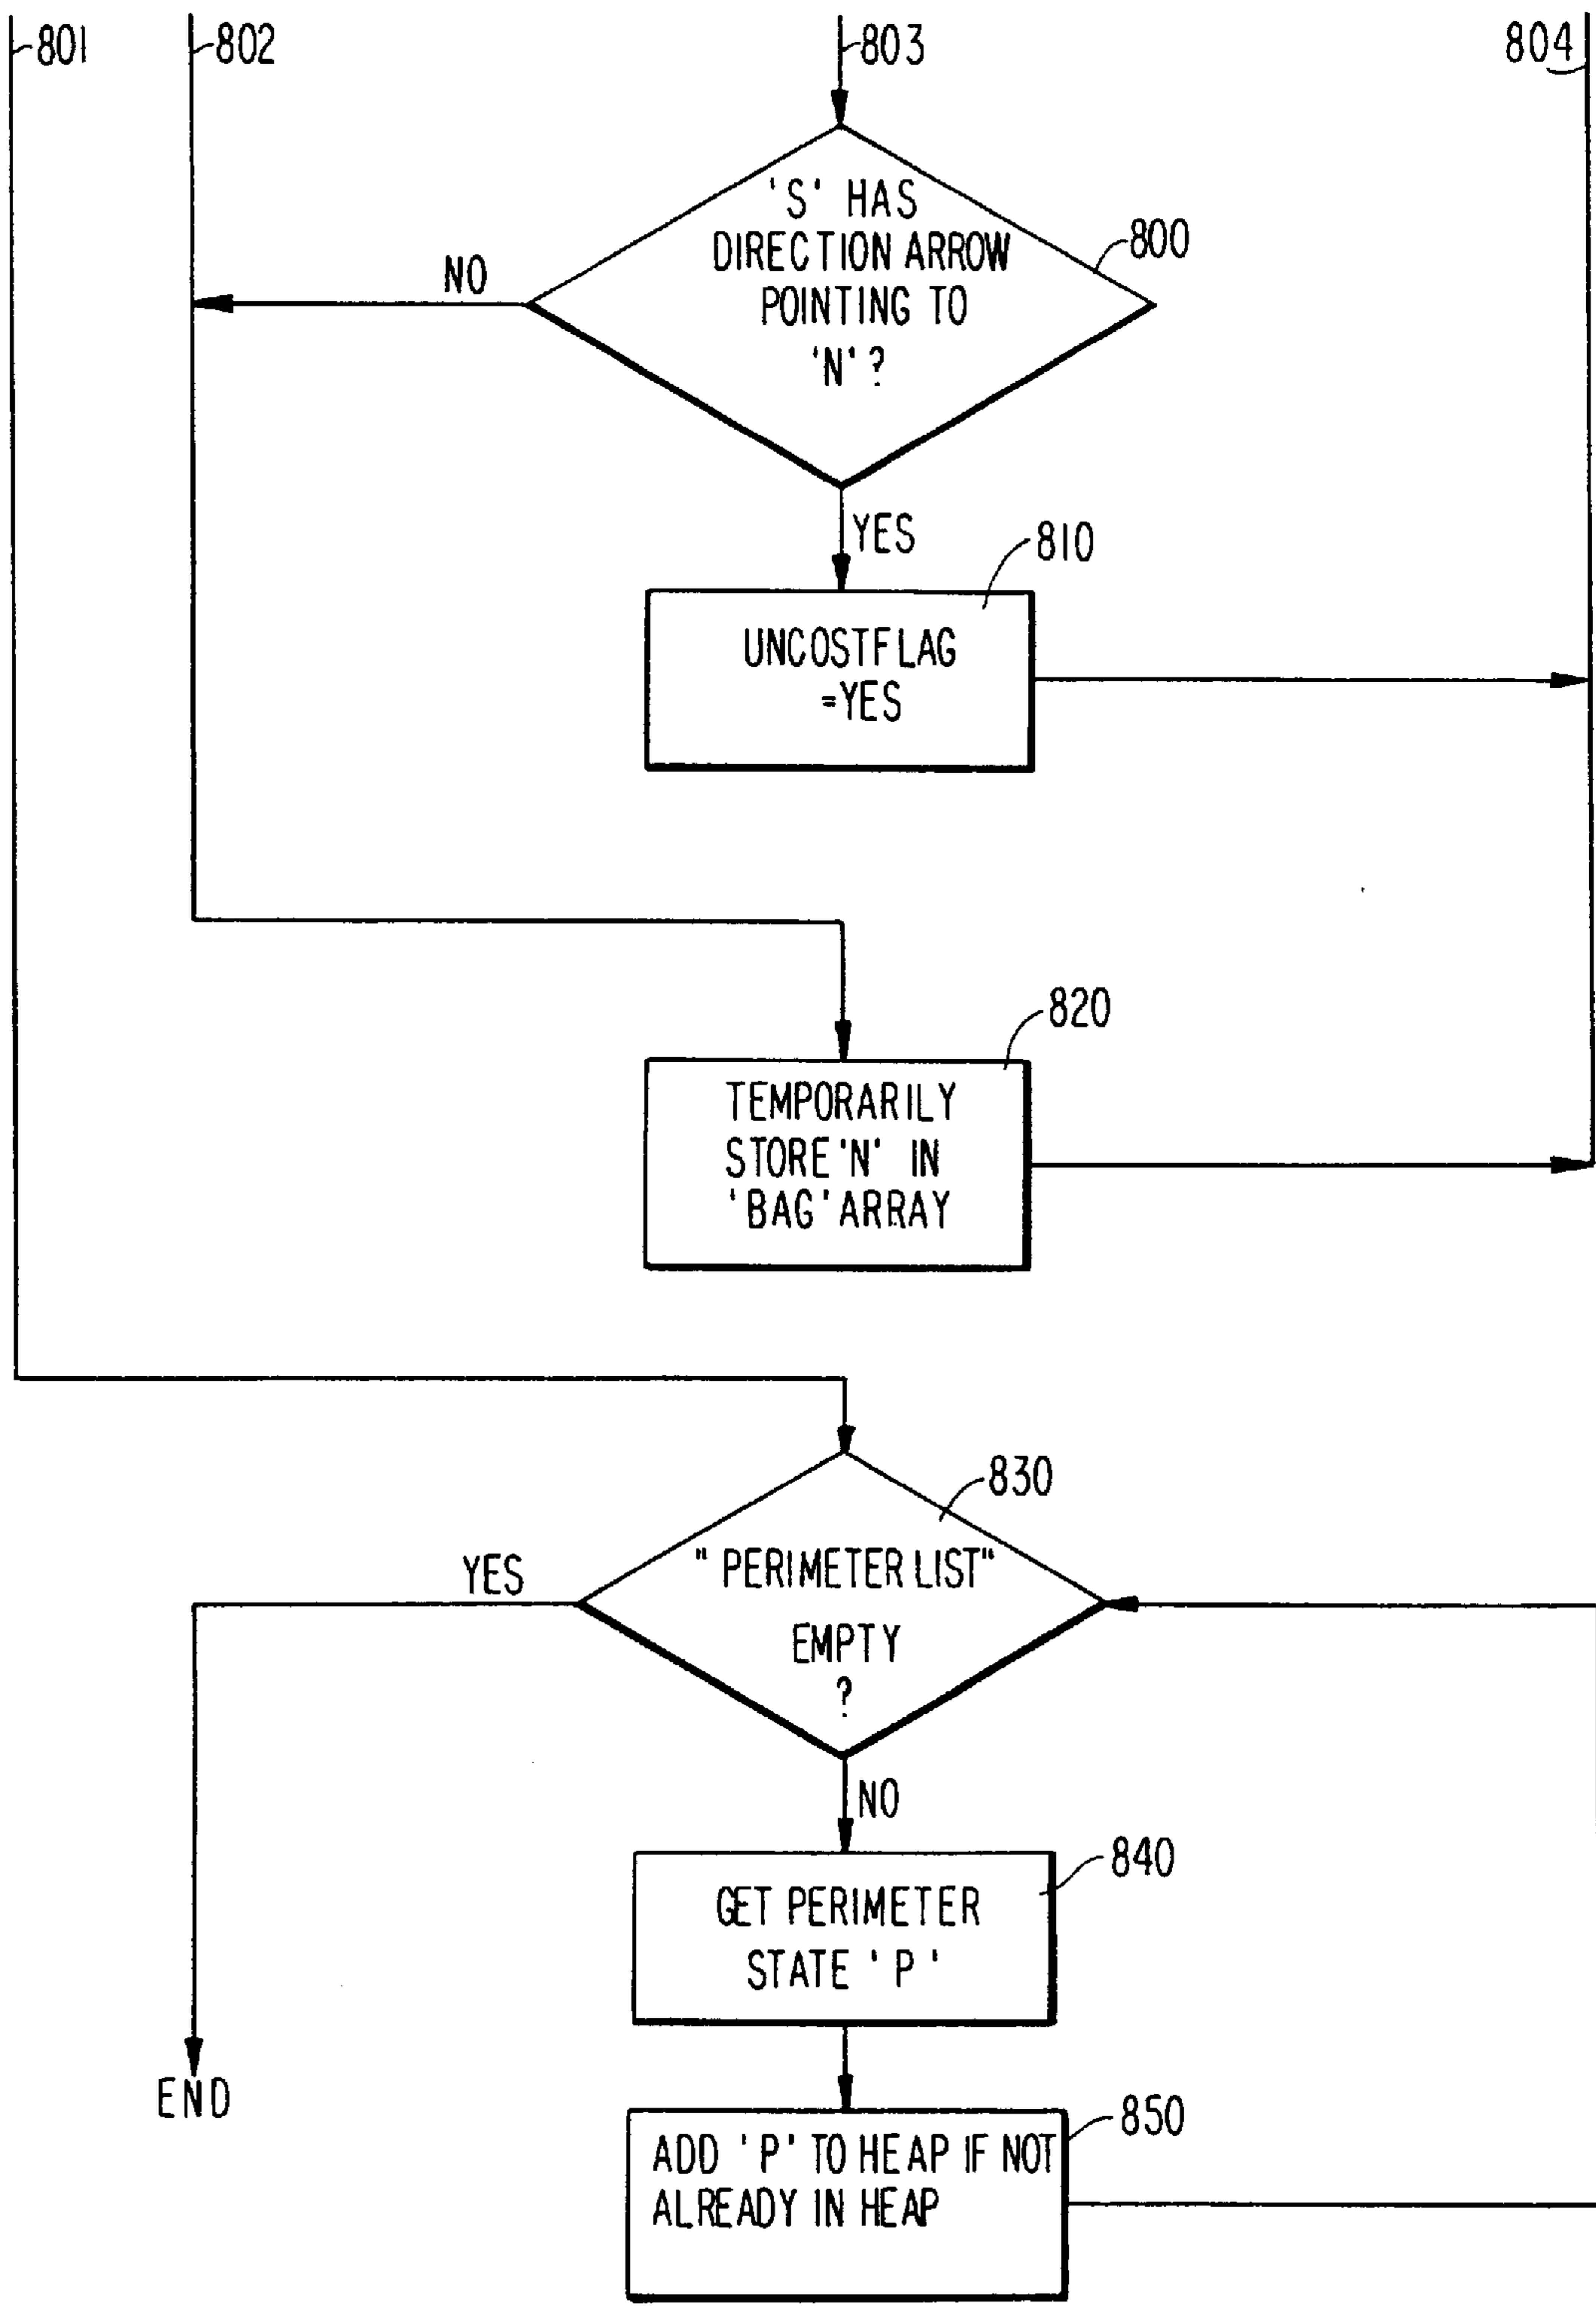 801
802
803
804
'S' HAS
DIRECTION ARROW
POINTING TO
'N' ?
800
NO
YES
810
UNCOSTFLAG
=YES
820
TEMPORARILY
STORE 'N' IN
'BAG' ARRAY
830
" PERIMETER LIST"
EMPTY
?
YES
NO
840
GET PERIMETER
STATE ' P '
END
850
ADD 'P' TO HEAP IF NOT
ALREADY IN HEAP